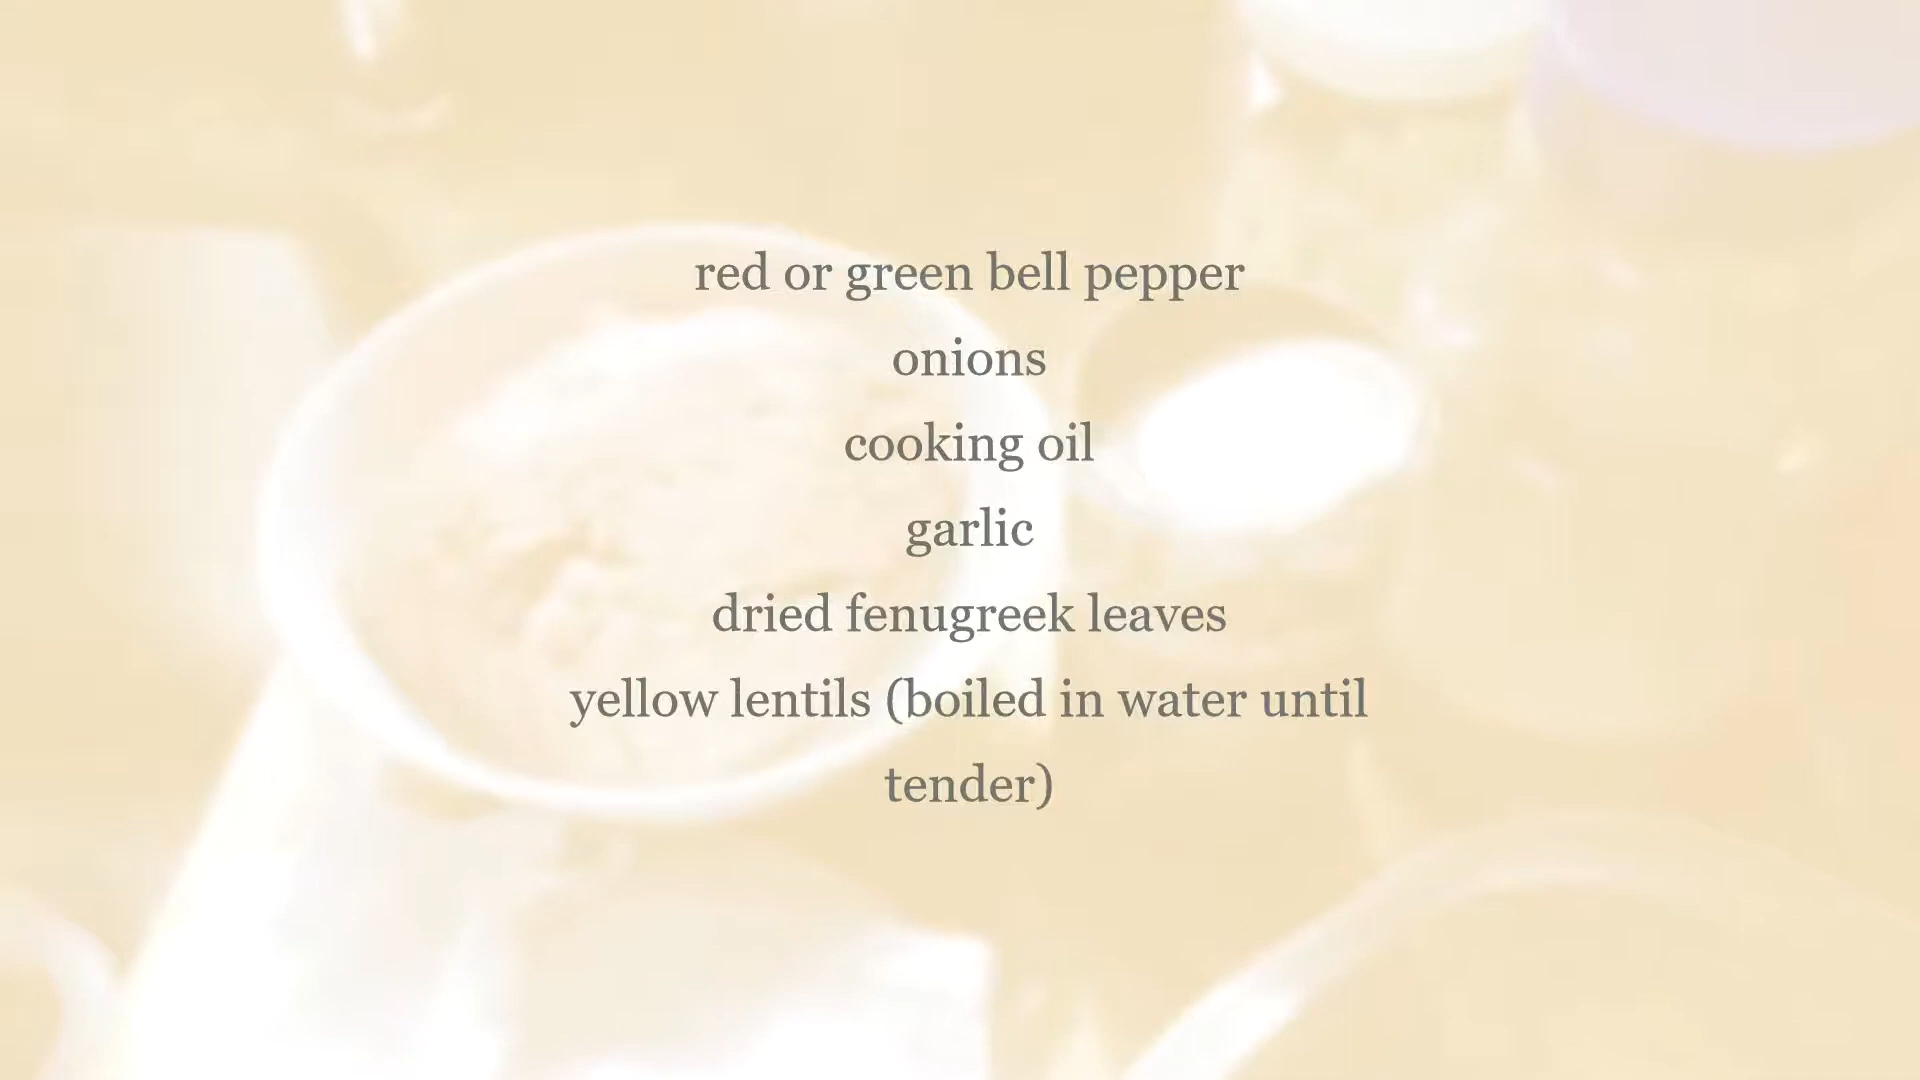 red or green bell pepper
onions
cooking oil
garlic
dried fenugreek leaves
yellow lentils (boiled in water until
tender)